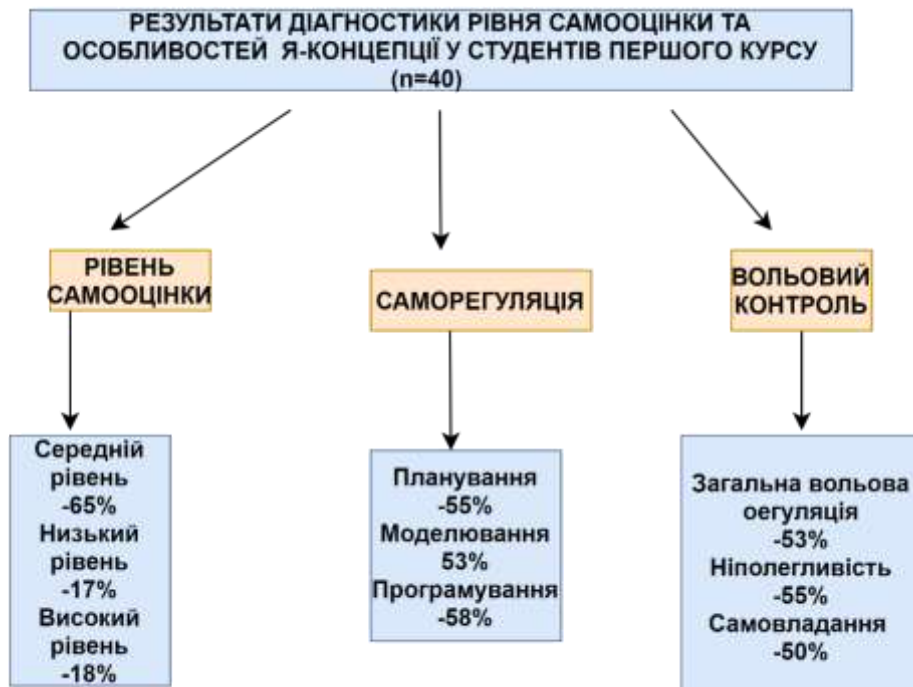 РЕЗУЛЬТАТИ ДІАГНОСТИКИ РІВНЯ САМООЦІНКИ ТА
ОСОБЛИВОСТЕЙ Я-КОНЦЕПЦІЇ У СТУДЕНТІВ ПЕРШОГО КУРСУ
(n=40)
РІВЕНЬ
САМООЦІНКИ
САМОРЕГУЛЯЦІЯ
ВОЛЬОВИЙ
КОНТРОЛЬ
Середній
рівень
-65%
Низький
рівень
-17%
Високий
рівень
-18%
Планування
-55%
Моделювання
53%
Програмування
-58%
Загальна вольова
оегуляція
-53%
Ніполегливість
-55%
Самовладання
-50%